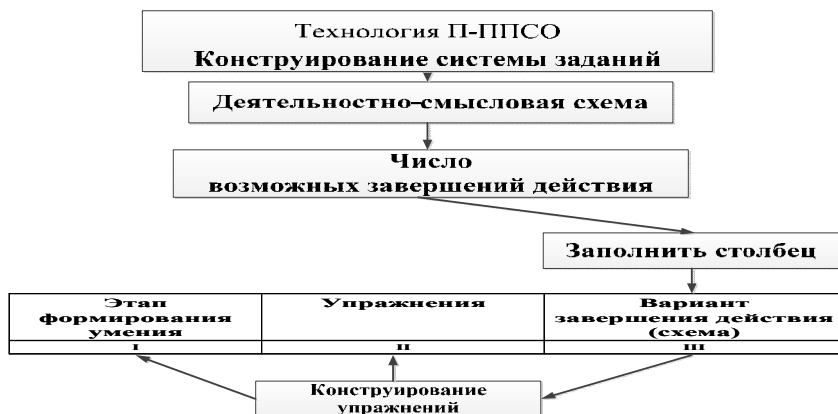 Технология П-ППСО
Конструирование системы заданий
Деятельностно-смысловая схема
Число
возможных завершений действия
Заполнить столбец
Этап
формирования
умения
Упражнения
Вариант
завершения действия
(схема)
I
II
III
Конструирование
упражнений